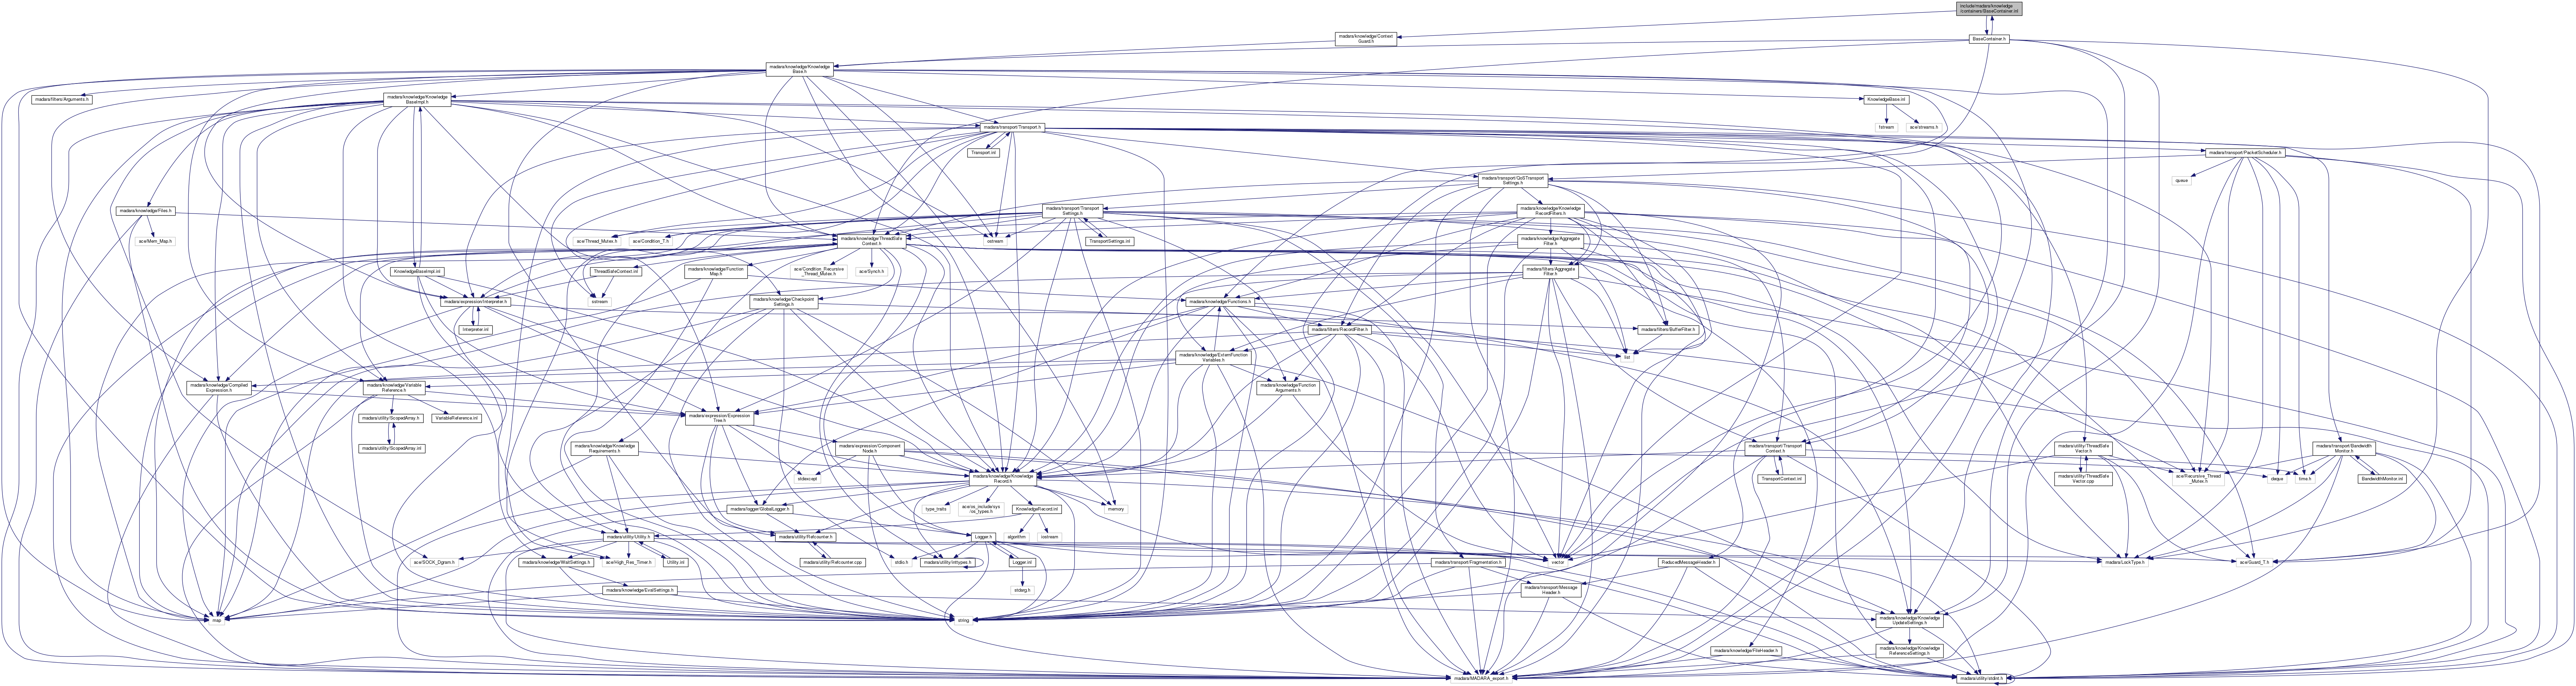 include/madara/knowledge
/containers/BaseContainer.inl
madara/knowledge/Context
Guard.h
BaseContainer.h
madara/knowledge/Knowledge
Base.h
madara/filters/Arguments.h
madara/knowledge/Knowledge
BaseImpl.h
KnowledgeBase.inl
fstream
ace/streams.h
madara/transport/Transport.h
Transport.inl
madara/transport/PacketScheduler.h
queue
madara/transport/QoSTransport
Settings.h
madara/knowledge/Files.h
ace/Mem_Map.h
madara/transport/Transport
Settings.h
madara/knowledge/Knowledge
RecordFilters.h
ace/Thread_Mutex.h
ace/Condition_T.h
madara/knowledge/ThreadSafe
Context.h
ostream
TransportSettings.inl
madara/knowledge/Aggregate
Filter.h
KnowledgeBaseImpl.inl
ThreadSafeContext.inl
madara/knowledge/Function
Map.h
ace/Condition_Recursive
_Thread_Mutex.h
ace/Synch.h
madara/filters/Aggregate
Filter.h
madara/expression/Interpreter.h
sstream
madara/knowledge/Checkpoint
Settings.h
madara/knowledge/Functions.h
Interpreter.inl
madara/filters/RecordFilter.h
madara/filters/BufferFilter.h
madara/knowledge/ExternFunction
Variables.h
list
madara/knowledge/Compiled
Expression.h
madara/knowledge/Variable
Reference.h
madara/knowledge/Function
Arguments.h
madara/utility/ScopedArray.h
VariableReference.inl
madara/expression/Expression
Tree.h
madara/utility/ScopedArray.inl
madara/knowledge/Knowledge
Requirements.h
madara/expression/Component
Node.h
madara/transport/Transport
Context.h
madara/utility/ThreadSafe
Vector.h
madara/transport/Bandwidth
Monitor.h
stdexcept
madara/knowledge/Knowledge
Record.h
TransportContext.inl
madara/utility/ThreadSafe
Vector.cpp
ace/Recursive_Thread
_Mutex.h
deque
time.h
BandwidthMonitor.inl
madara/logger/GlobalLogger.h
type_traits
ace/os_include/sys
/os_types.h
KnowledgeRecord.inl
memory
madara/utility/Utility.h
madara/utility/Refcounter.h
Logger.h
algorithm
iostream
ace/SOCK_Dgram.h
madara/knowledge/WaitSettings.h
ace/High_Res_Timer.h
Utility.inl
madara/utility/Refcounter.cpp
stdio.h
madara/utility/inttypes.h
Logger.inl
madara/transport/Fragmentation.h
vector
ReducedMessageHeader.h
madara/LockType.h
ace/Guard_T.h
madara/knowledge/EvalSettings.h
stdarg.h
madara/transport/Message
Header.h
map
string
madara/knowledge/Knowledge
UpdateSettings.h
madara/knowledge/FileHeader.h
madara/knowledge/Knowledge
ReferenceSettings.h
madara/MADARA_export.h
madara/utility/stdint.h